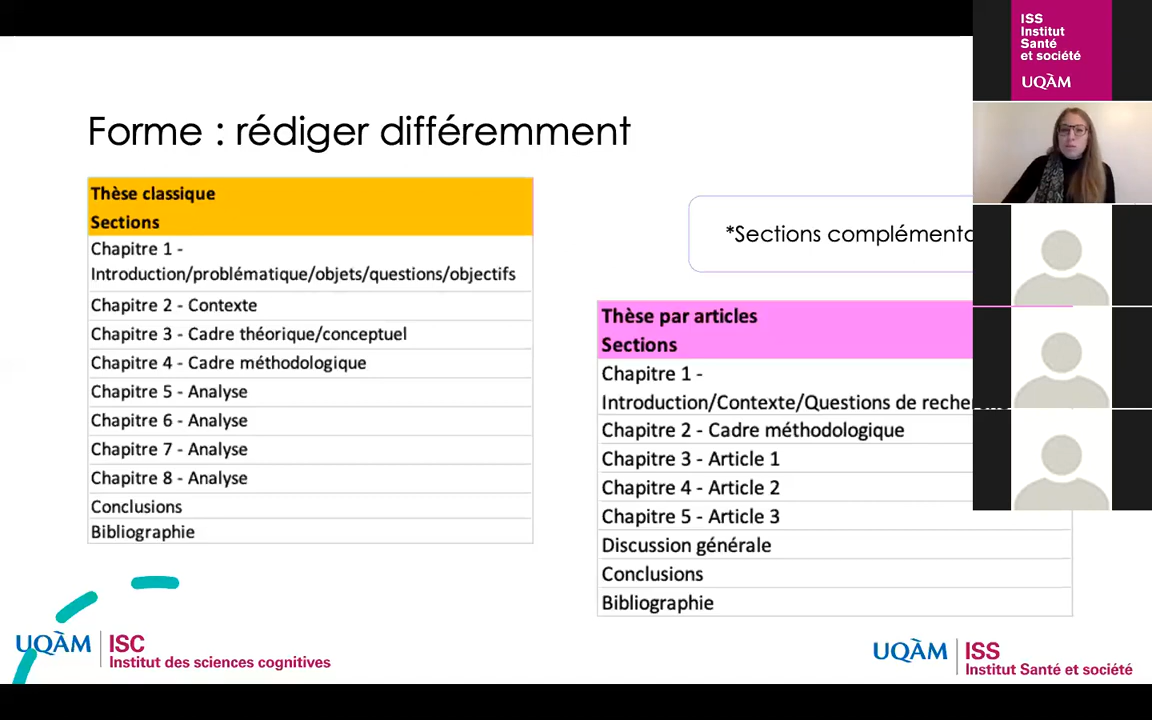 ISS
Institut
Santé
et société
UQÀM
Forme : rédiger différemment
Thèse classique
Sections
Chapitre 1 -
Introduction/problématique/objets/questions/objectifs
Chapitre 2 - Contexte
Chapitre 3 - Cadre théorique/conceptuel
Chapitre 4 - Cadre méthodologique
Chapitre 5 - Analyse
Chapitre 6 - Analyse
Chapitre 7 - Analyse
Chapitre 8 - Analyse
Conclusions
Bibliographie
*Sections
Thèse par articles
Sections
Chapitre 1 -
Introduction/Contexte/Questions de
Chapitre 2 - Cadre méthodologique
Chapitre 3 - Article 1
Chapitre 4 - Article 2
Chapitre 5 - Article 3
Discussion générale
Conclusions
Bibliographie
UQÀM
ISC
Institut des sciences cognitives
UQÀM
ISS
Institut Santé et société